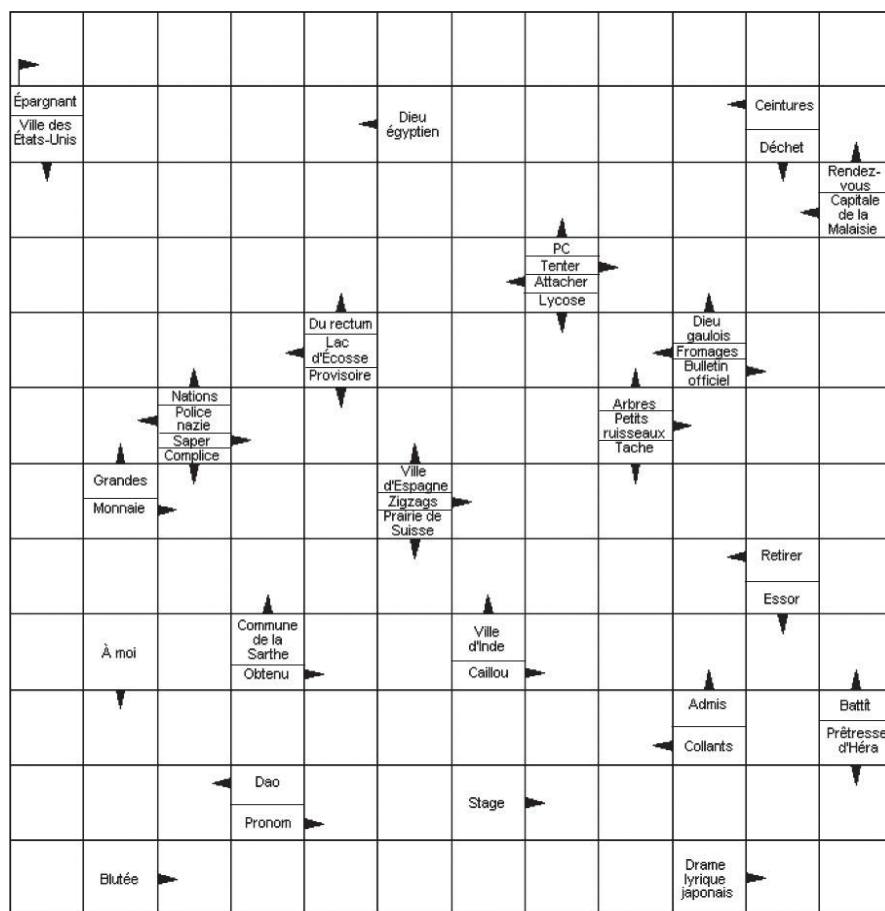 Épargnant
Ville des
États-Unis
Dieu
égyptien
Ceintures
Déchet
Rendez-
vous
Capitale
de la
Malaisie
PC
Tenter
Attacher
Lycose
Du rectum
Lac
d'Écosse
Provisoire
Dieu
gaulois
Fromages
Bulletin
officiel
Nations
Police
nazie
Saper
Complice
Arbres
Petits
ruisseaux
Tache
Grandes
Monnaie
Ville
d'Espagne
Zigzags
Prairie de
Suisse
Retirer
Essor
À moi
Commune
de la
Sarthe
Obtenu
Ville
d'Inde
Caillou
Admis
Collants
Battît
Prêtresse
d'Héra
Dao
Pronom
Stage
Blutée
Drame
lyrique
japonais